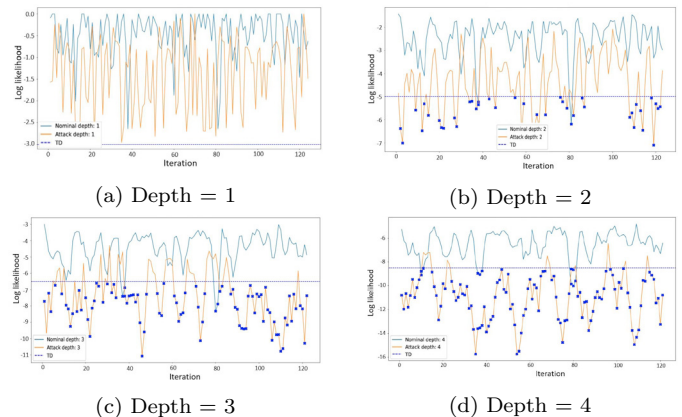 0.0
-0.5
-1.0
-1.5
-2.0
-2.5
-3.0
Log likelihood
Nominal depth: 1
Attack depth: 1
TD
0 20 40 60 80 100 120
Iteration
(a) Depth = 1
-2
-3
-4
-5
-6
-7
Log likelihood
Nominal depth: 2
Attack depth: 2
TD
0 20 40 60 80 100 120
Iteration
(b) Depth = 2
-3
-4
-5
-6
-7
-8
-9
-10
-11
Log likelihood
Nominal depth: 3
Attack depth: 3
TD
0 20 40 60 80 100 120
Iteration
(c) Depth = 3
-6
-8
-10
-12
-14
-16
Log likelihood
Nominal depth: 4
Attack depth: 4
TD
0 20 40 60 80 100 120
Iteration
(d) Depth = 4